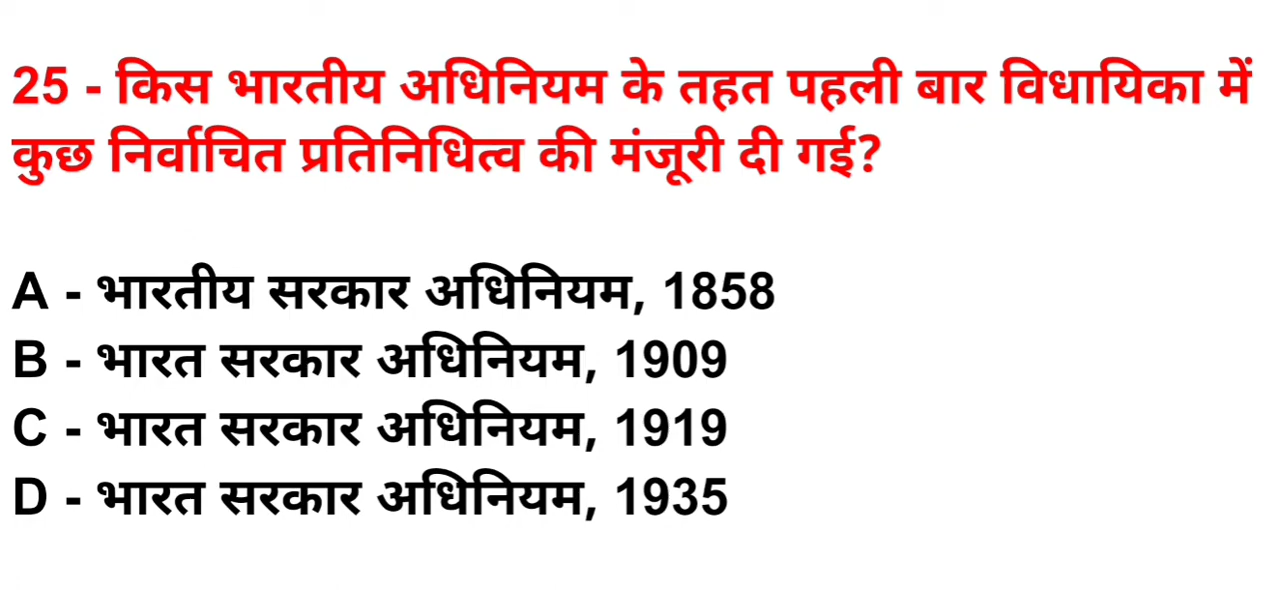 25 - किस भारतीय अधिनियम के तहत पहली बार विधायिका में
कुछ निर्वाचित प्रतिनिधित्व की मंजूरी दी गई?
A - भारतीय सरकार अधिनियम, 1858
B - भारत सरकार अधिनियम, 1909
C - भारत सरकार अधिनियम, 1919
D - भारत सरकार अधिनियम, 1935